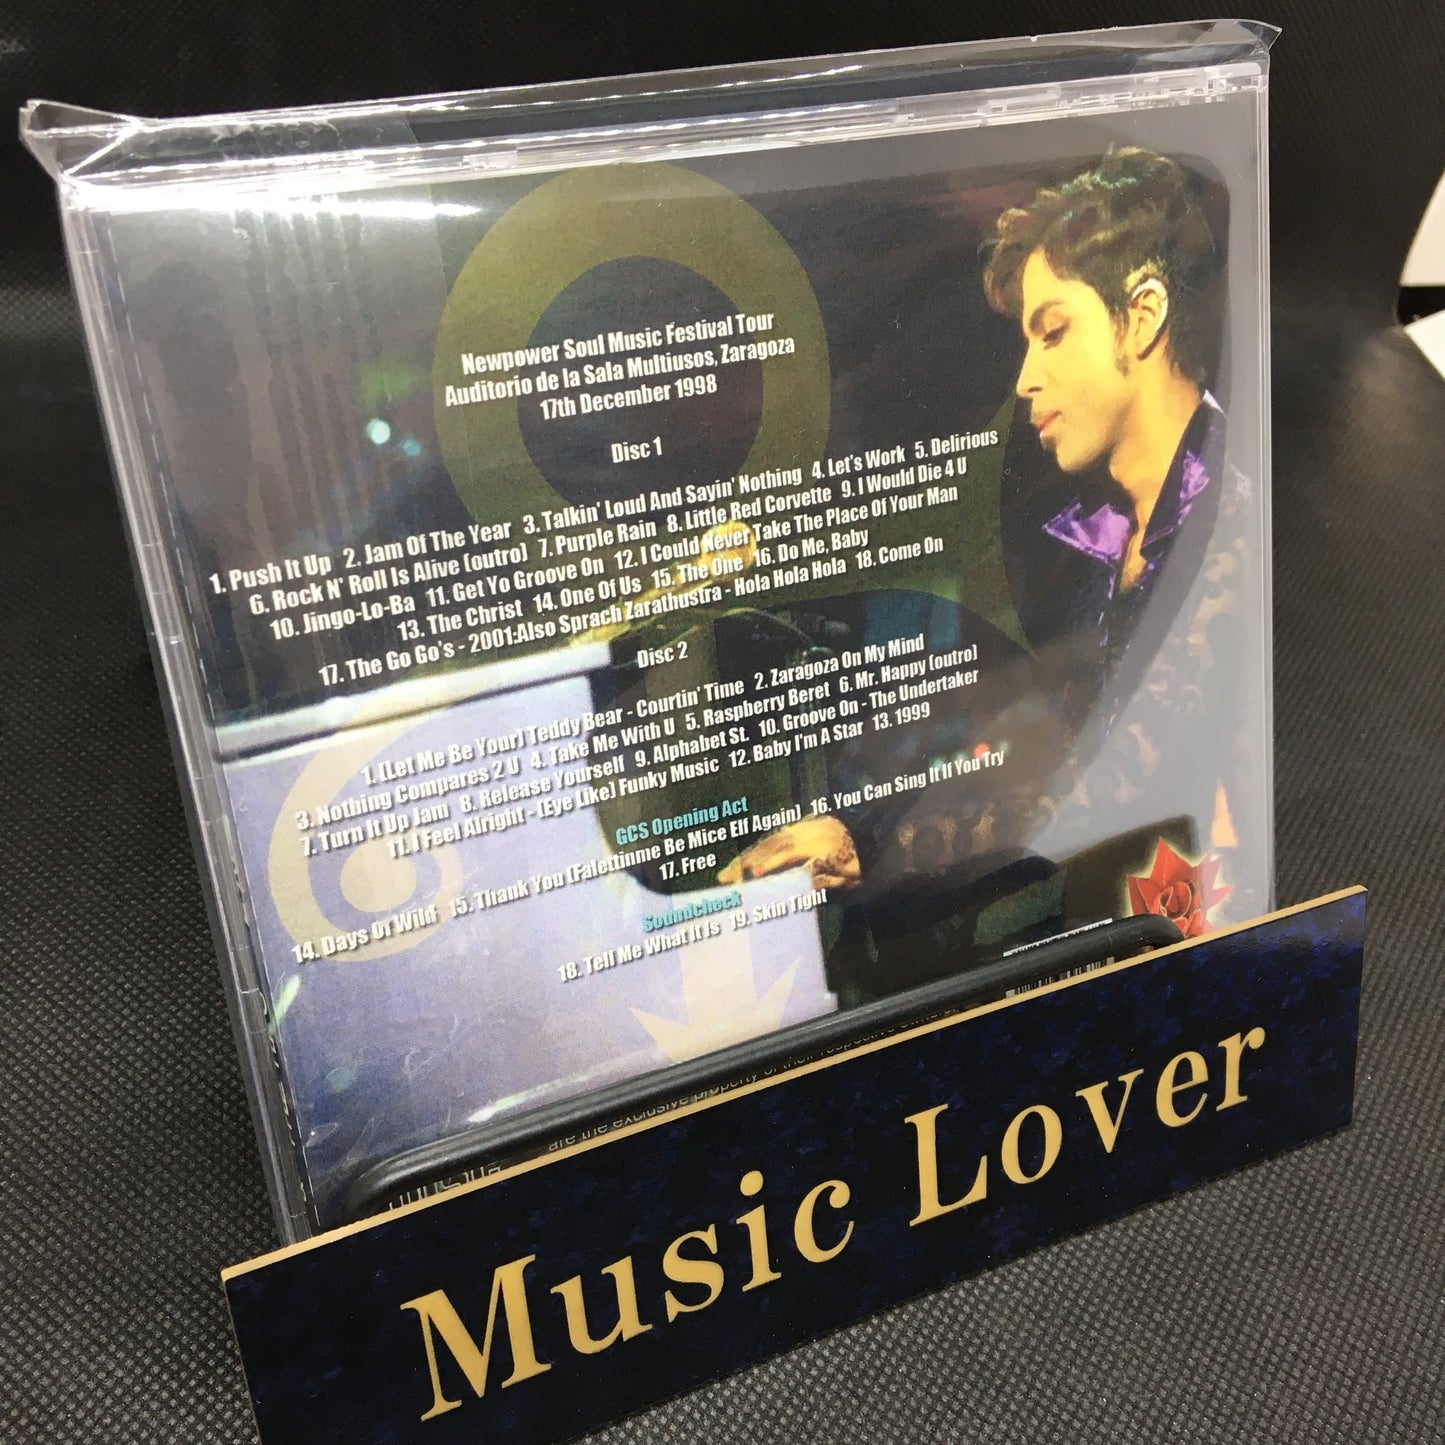 Newpower Soul Music Festival Tour
Auditorio de la Sala Multiusos, Zaragoza
17th December 1998
Disc 1
1. Push It Up 2. Jam Of The Year 3. Talkin' Loud And Sayin' Nothing 4. Let's Work 5. Delirious
6. Rock N' Roll Is Alive (outro) 7. Purple Rain 8. Little Red Corvette 9. I Would Die 4 U
10. Jingo-Lo-Ba 11. Get Yo Groove On 12. I Could Never Take The Place Of Your Man
13. The Christ 14. One Of Us 15. The One 16. Do Me, Baby
17. The Go Go's - 2001:Also Sprach Zarathustra - Hola Hola Hola 18. Come On
Disc 2
1. (Let Me Be Your) Teddy Bear - Courtin' Time 2. Zaragoza On My Mind
3. Nothing Compares 2 U 4. Take Me With U 5. Raspberry Beret 6. Mr. Happy (outro)
7. Turn It Up Jam 8. Release Yourself 9. Alphabet St. 10. Groove On - The Undertaker
11. I Feel Alright - (Eye Like) Funky Music 12. Baby I'm A Star 13. 1999
GCS Opening Act
14. Days Of Wild 15. Thank You (Falettinme Be Mice Elf Again) 16. You Can Sing It If You Try
17. Free
Soundcheck
18. Tell Me What It Is 19. Skin Tight
are the exclusive property of their respective owners
Music Lover